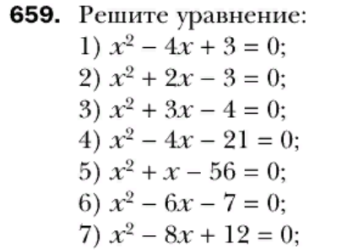 659. Решите уравнение:
1) x² − 4x + 3 = 0;
2) x² + 2x − 3 = 0;
3) x² + 3x − 4 = 0;
4) x² − 4x − 21 = 0;
5) x² + x − 56 = 0;
6) x² − 6x − 7 = 0;
7) x² − 8x + 12 = 0;